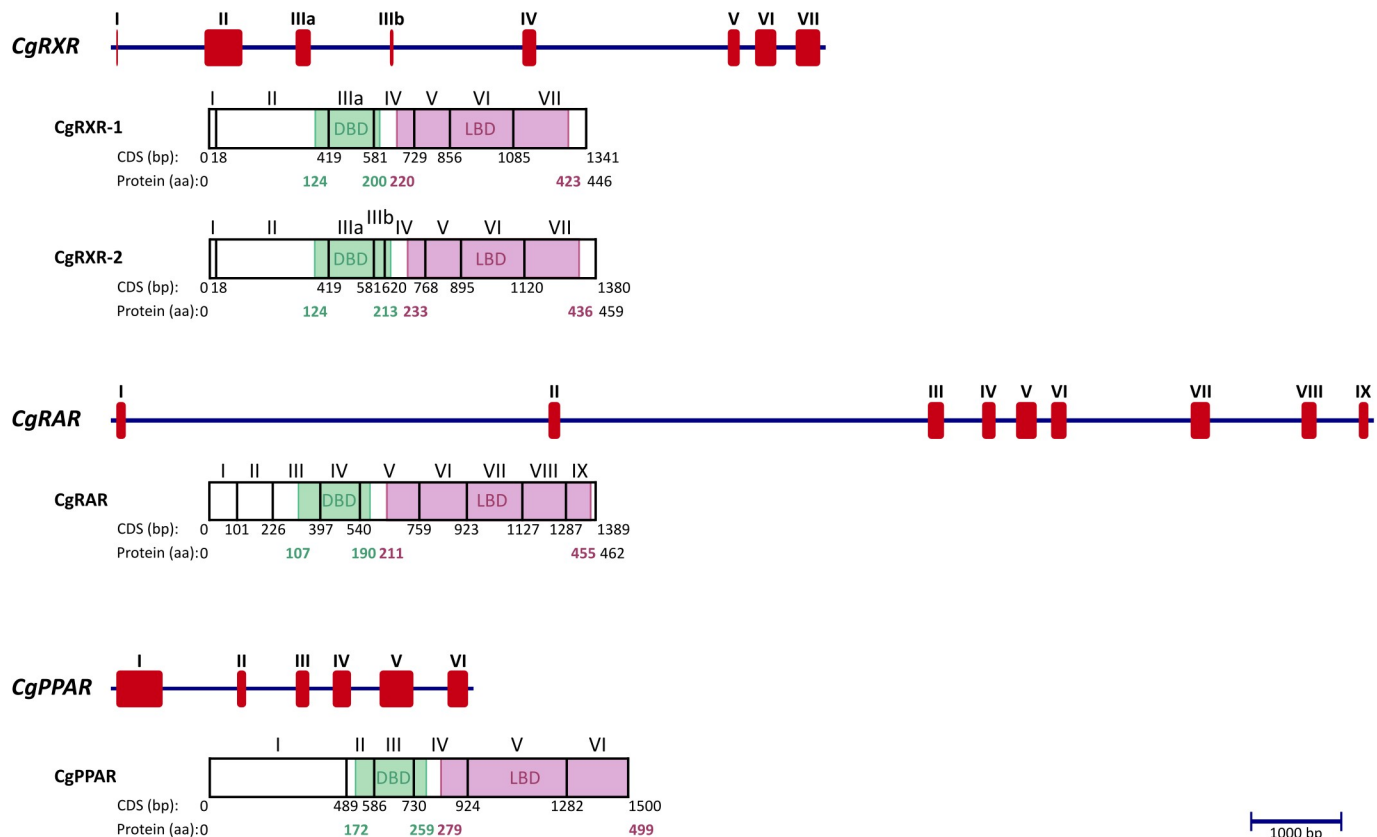 I II IIIa IIIb IV V VI VII
CgRXR
I II IIIa IV V VI VII
CgRXR-1 DBD LBD
CDS (bp): 0 18 419 581 729 856 1085 1341
Protein (aa): 0 124 200 220 423 446
I II IIIa IIIb IV V VI VII
CgRXR-2 DBD LBD
CDS (bp): 0 18 419 581 620 768 895 1120 1380
Protein (aa): 0 124 213 233 436 459
I II III IV V VI VII VIII IX
CgRAR
I II III IV V VI VII VIII IX
CgRAR DBD LBD
CDS (bp): 0 101 226 397 540 759 923 1127 1287 1389
Protein (aa): 0 107 190 211 455 462
I II III IV V VI
CgPPAR
I II III IV V VI
CgPPAR DBD LBD
CDS (bp): 0 489 586 730 924 1282 1500
Protein (aa): 0 172 259 279 499
1000 bp